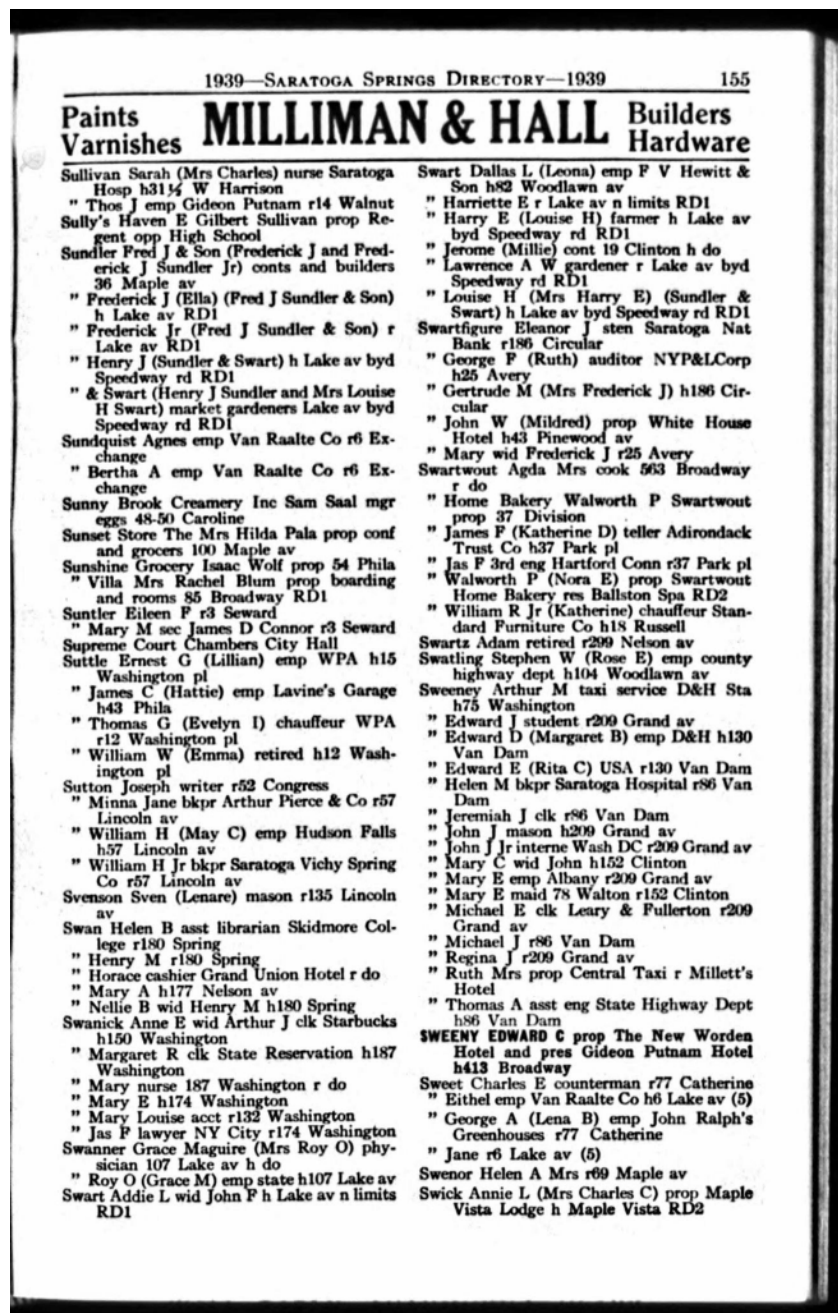 1939—SARATOGA SPRINGS DIRECTORY—1939 155
Paints
Varnishes
MILLIMAN & HALL
Builders
Hardware
Sullivan Sarah (Mrs Charles) nurse Saratoga
Hosp h31½ W Harrison
" Thos J emp Gideon Putnam r14 Walnut
Sully's Haven E Gilbert Sullivan prop Re-
gent opp High School
Sundler Fred J & Son (Frederick J and Fred-
erick J Sundler Jr) conts and builders
36 Maple av
" Frederick J (Ella) (Fred J Sundler & Son)
h Lake av RD1
" Frederick Jr (Fred J Sundler & Son) r
Lake av RD1
" Henry J (Sundler & Swart) h Lake av byd
Speedway rd RD1
" & Swart (Henry J Sundler and Mrs Louise
H Swart) market gardeners Lake av byd
Speedway rd RD1
Sundquist Agnes emp Van Raalte Co r6 Ex-
change
" Bertha A emp Van Raalte Co r6 Ex-
change
Sunny Brook Creamery Inc Sam Saal mgr
eggs 48-50 Caroline
Sunset Store The Mrs Hilda Pala prop conf
and grocers 100 Maple av
Sunshine Grocery Isaac Wolf prop 54 Phila
" Villa Mrs Rachel Blum prop boarding
and rooms 85 Broadway RD1
Suntler Eileen F r3 Seward
" Mary M sec James D Connor r3 Seward
Supreme Court Chambers City Hall
Suttle Ernest G (Lillian) emp WPA h15
Washington pl
" James C (Hattie) emp Lavine's Garage
h43 Phila
" Thomas G (Evelyn I) chauffeur WPA
r12 Washington pl
" William W (Emma) retired h12 Wash-
ington pl
Sutton Joseph writer r52 Congress
" Minna Jane bkpr Arthur Pierce & Co r57
Lincoln av
" William H (May C) emp Hudson Falls
h57 Lincoln av
" William H Jr bkpr Saratoga Vichy Spring
Co r57 Lincoln av
Svenson Sven (Lenare) mason r135 Lincoln
av
Swan Helen B asst librarian Skidmore Col-
lege r180 Spring
" Henry M r180 Spring
" Horace cashier Grand Union Hotel r do
" Mary A h177 Nelson av
" Nellie B wid Henry M h180 Spring
Swanick Anne E wid Arthur J clk Starbucks
h150 Washington
" Margaret R clk State Reservation h187
Washington
" Mary nurse 187 Washington r do
" Mary E h174 Washington
" Mary Louise acct r132 Washington
" Jas F lawyer NY City r174 Washington
Swanner Grace Maguire (Mrs Roy O) phy-
sician 107 Lake av h do
" Roy O (Grace M) emp state h107 Lake av
Swart Addie L wid John F h Lake av n limits
RD1
Swart Dallas L (Leona) emp F V Hewitt &
Son h82 Woodlawn av
" Harriette E r Lake av n limits RD1
" Harry E (Louise H) farmer h Lake av
byd Speedway rd RD1
" Jerome (Millie) cont 19 Clinton h do
" Lawrence A W gardener r Lake av byd
Speedway rd RD1
" Louise H (Mrs Harry E) (Sundler &
Swart) h Lake av byd Speedway rd RD1
Swartfigure Eleanor J sten Saratoga Nat
Bank r186 Circular
" George F (Ruth) auditor NYP&LCorp
h25 Avery
" Gertrude M (Mrs Frederick J) h186 Cir-
cular
" John W (Mildred) prop White House
Hotel h43 Pinewood av
" Mary wid Frederick J r25 Avery
Swartwout Agda Mrs cook 563 Broadway
r do
" Home Bakery Walworth P Swartwout
prop 37 Division
" James F (Katherine D) teller Adirondack
Trust Co h37 Park pl
" Jas F 3rd eng Hartford Conn r37 Park pl
" Walworth P (Nora E) prop Swartwout
Home Bakery res Ballston Spa RD2
" William R Jr (Katherine) chauffeur Stan-
dard Furniture Co h18 Russell
Swartz Adam retired r299 Nelson av
Swatling Stephen W (Rose E) emp county
highway dept h104 Woodlawn av
Sweeney Arthur M taxi service D&H Sta
h75 Washington
" Edward J student r209 Grand av
" Edward D (Margaret B) emp D&H h130
Van Dam
" Edward E (Rita C) USA r130 Van Dam
" Helen M bkpr Saratoga Hospital r86 Van
Dam
" Jeremiah J clk r86 Van Dam
" John J mason h209 Grand av
" John J Jr interne Wash DC r209 Grand av
" Mary C wid John h152 Clinton
" Mary E emp Albany r209 Grand av
" Mary E maid 78 Walton r152 Clinton
" Michael E clk Leary & Fullerton r209
Grand av
" Michael J r86 Van Dam
" Regina J r209 Grand av
" Ruth Mrs prop Central Taxi r Millett's
Hotel
" Thomas A asst eng State Highway Dept
h86 Van Dam
SWEENY EDWARD C prop The New Worden
Hotel and pres Gideon Putnam Hotel
h413 Broadway
Sweet Charles E counterman r77 Catherine
" Eithel emp Van Raalte Co h6 Lake av (5)
" George A (Lena B) emp John Ralph's
Greenhouses r77 Catherine
" Jane r6 Lake av (5)
Swenor Helen A Mrs r69 Maple av
Swick Annie L (Mrs Charles C) prop Maple
Vista Lodge h Maple Vista RD2